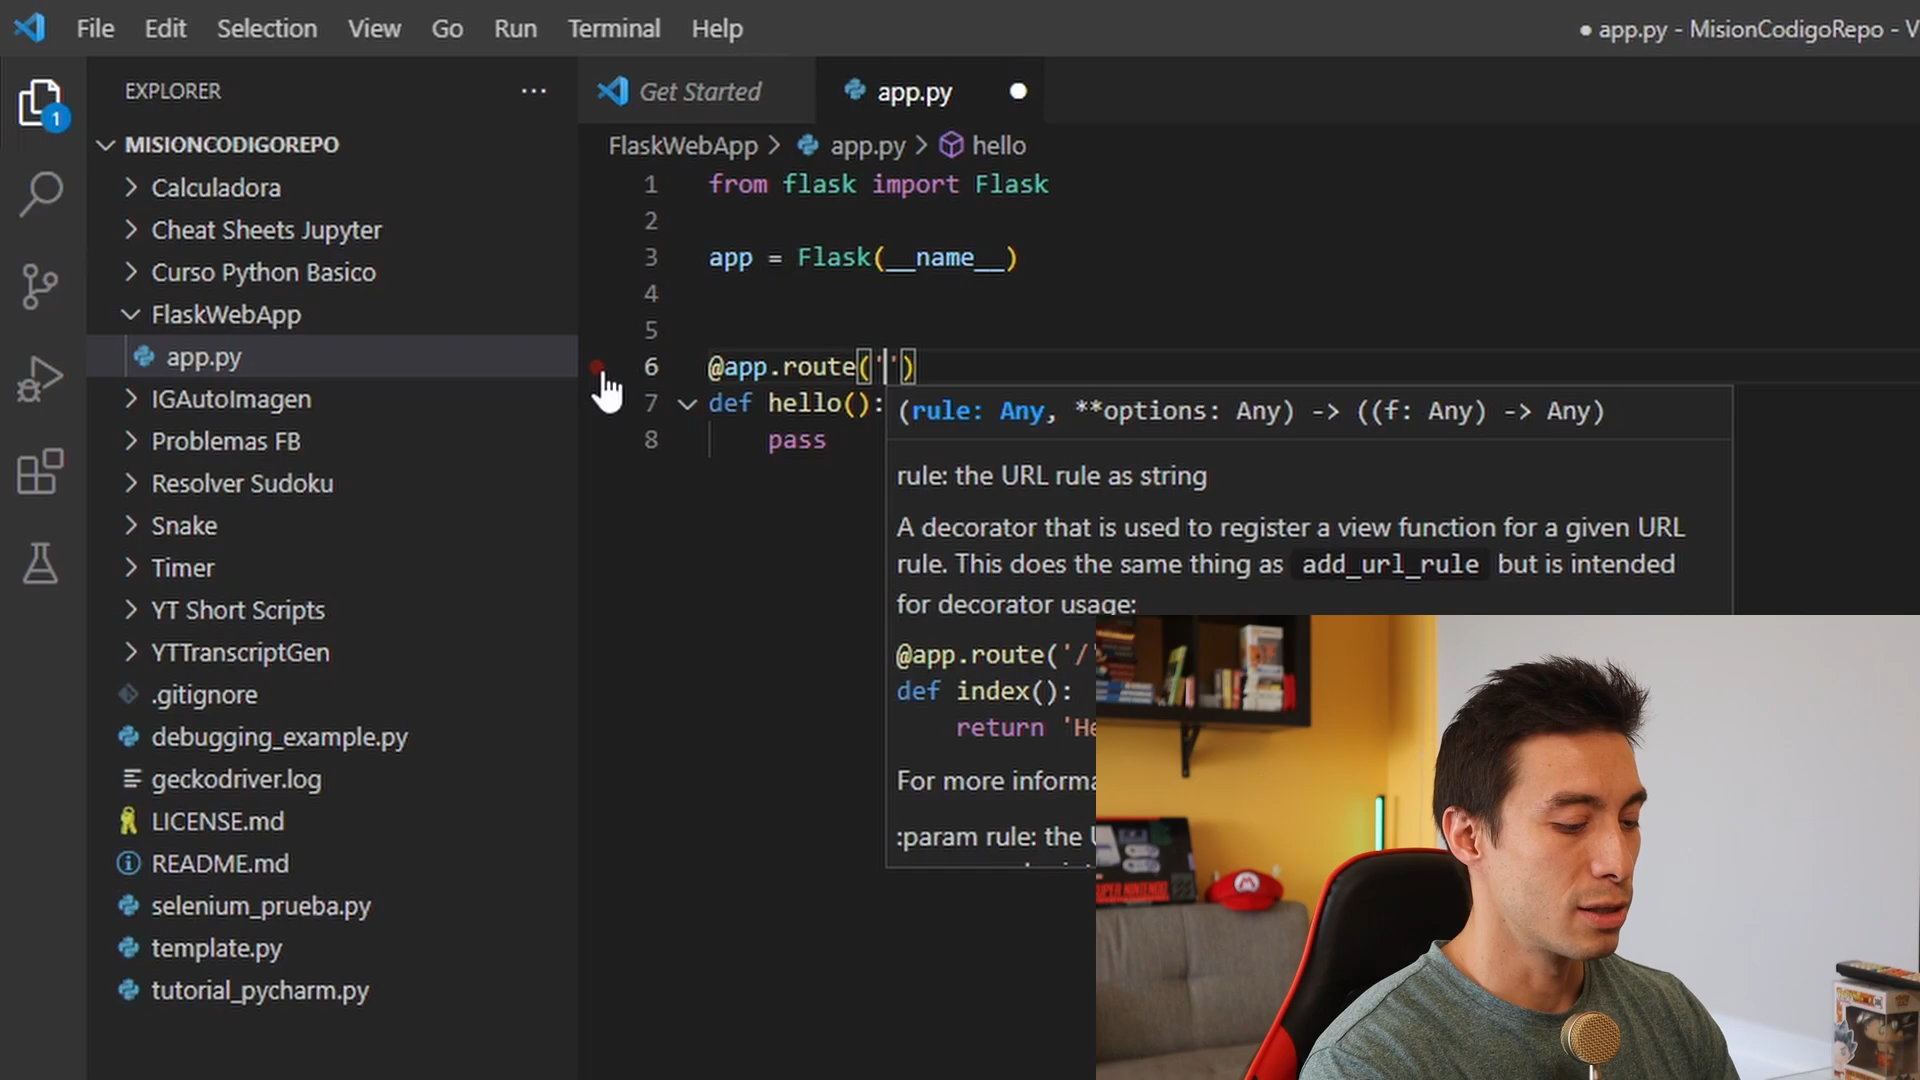 File Edit Selection View Go Run Terminal Help
● app.py - MisionCodigoRepo - V
EXPLORER ...
1
MISIONCODIGOREPO
Calculadora
Cheat Sheets Jupyter
Curso Python Basico
FlaskWebApp
app.py
IGAutoImagen
Problemas FB
Resolver Sudoku
Snake
Timer
YT Short Scripts
YTTranscriptGen
.gitignore
debugging_example.py
geckodriver.log
LICENSE.md
README.md
selenium_prueba.py
template.py
tutorial_pycharm.py
Get Started app.py
FlaskWebApp > app.py > hello
1 from flask import Flask
2
3 app = Flask(__name__)
4
5
6 @app.route('')
7 def hello():
8 pass
(rule: Any, **options: Any) -> ((f: Any) -> Any)
rule: the URL rule as string
A decorator that is used to register a view function for a given URL
rule. This does the same thing as add_url_rule but is intended
for decorator usage:
@app.route('/'
def index():
return 'He
For more informa
:param rule: the U
SUPER NINTENDO
M